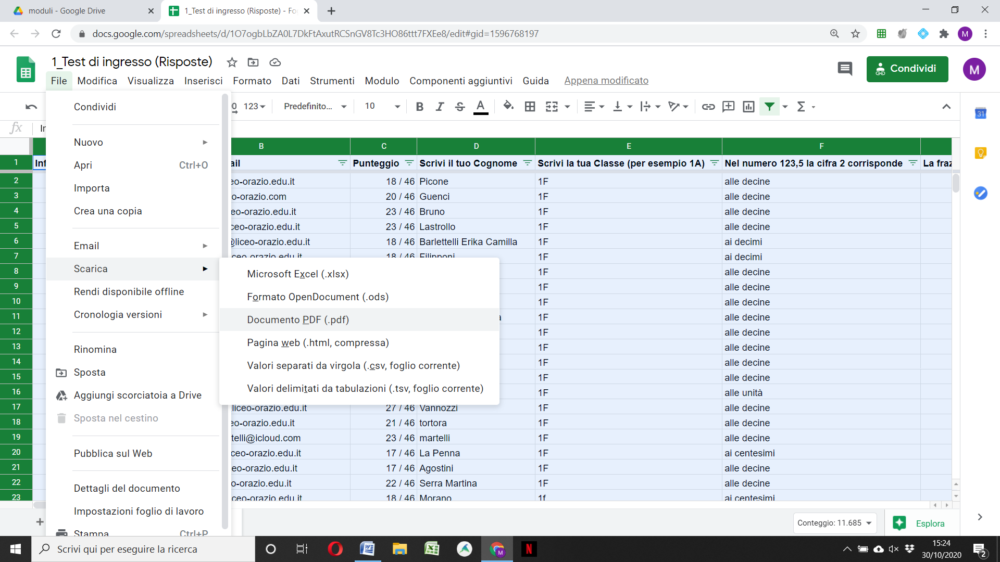 moduli - Google Drive
1_Test di ingresso (Risposte) - Fo
docs.google.com/spreadsheets/d/1O7ogbLbZA0L7DkFtAxutRCSnGV8Tc3HO86ttt7FXEe8/edit#gid=1596768197
M
1_Test di ingresso (Risposte)
Condividi
M
File Modifica Visualizza Inserisci Formato Dati Strumenti Modulo Componenti aggiuntivi Guida Appena modificato
123 Predefinito... 10 B I S A Σ
31
fx
Condividi
Nuovo
Apri Ctrl+O
Importa
Crea una copia
Email
Scarica
Rendi disponibile offline
Cronologia versioni
Rinomina
Sposta
Aggiungi scorciatoia a Drive
Sposta nel cestino
Pubblica sul Web
Dettagli del documento
Impostazioni foglio di lavoro
Stampa Ctrl+P
Microsoft Excel (.xlsx)
Formato OpenDocument (.ods)
Documento PDF (.pdf)
Pagina web (.html, compressa)
Valori separati da virgola (.csv, foglio corrente)
Valori delimitati da tabulazioni (.tsv, foglio corrente)
B C D E F
1 Inf ail Punteggio Scrivi il tuo Cognome Scrivi la tua Classe (per esempio 1A) Nel numero 123,5 la cifra 2 corrisponde La fraz
2 eo-orazio.edu.it 18 / 46 Picone 1F alle decine
3 o-orazio.com 20 / 46 Guenci 1F alle decine
4 eo-orazio.edu.it 23 / 46 Bruno 1F alle decine
5 ceo-orazio.edu.it 23 / 46 Lastrollo 1F alle decine
6 @liceo-orazio.edu.it 18 / 46 Barlettelli Erika Camilla 1F ai decimi
7 ceo-orazio.edu.it 18 / 46 Filipponi 1F ai decimi
8 1F alle decine
9 1F alle decine
10 1F alle decine
11 a 1F alle decine
12 1F alle decine
13 1F alle decine
14 1F alle decine
15 1F alle decine
16 1F alle unità
17 liceo-orazio.edu.it 27 / 46 Vannozzi 1F alle decine
18 eo-orazio.edu.it 21 / 46 tortora 1F alle decine
19 telli@icloud.com 23 / 46 martelli 1F alle decine
20 ceo-orazio.edu.it 17 / 46 La Penna 1F ai centesimi
21 eo-orazio.edu.it 17 / 46 Agostini 1F alle decine
22 o-orazio.edu.it 22 / 46 Serra Martina 1F alle decine
23 ceo-orazio.edu.it 18 / 46 Morano 1f ai centesimi
Conteggio: 11.685
Esplora
Scrivi qui per eseguire la ricerca
M
N
15:24
30/10/2020
2